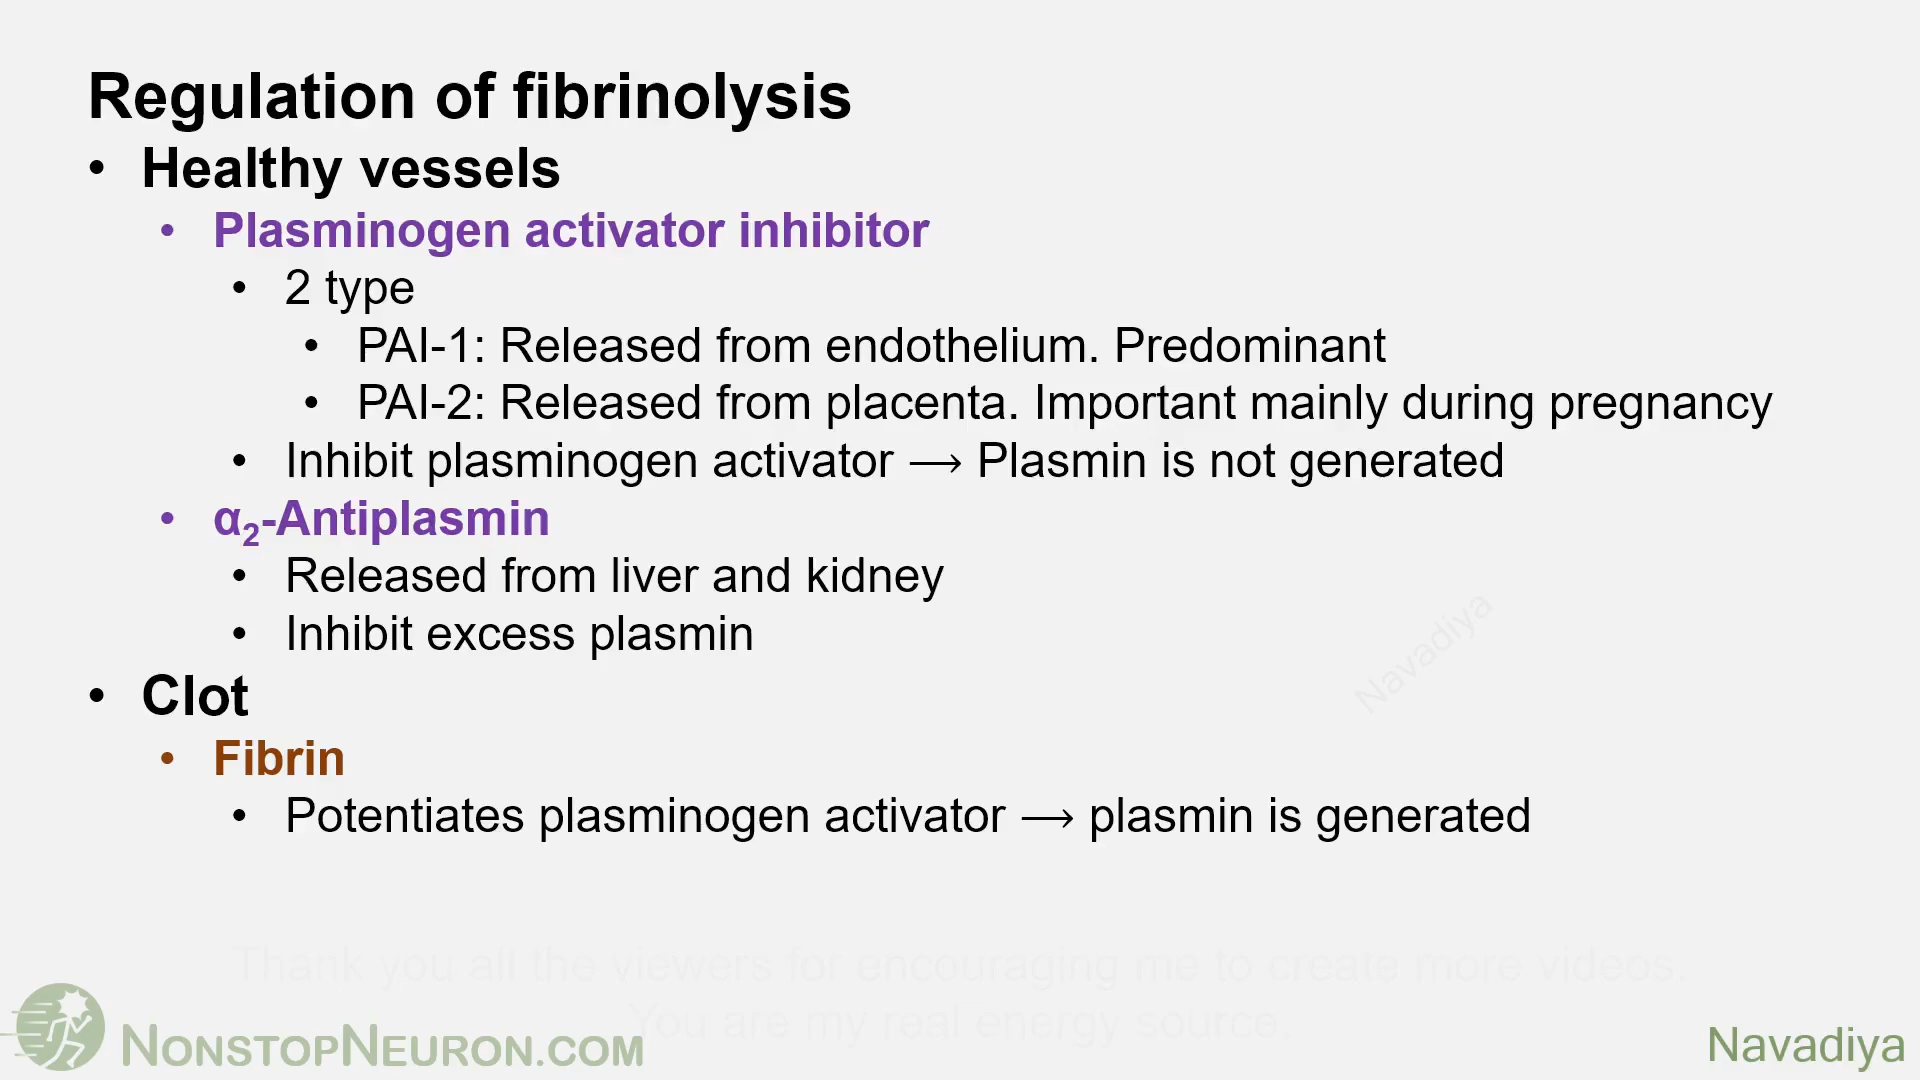 Regulation of fibrinolysis
• Healthy vessels
• Plasminogen activator inhibitor
• 2 type
• PAI-1: Released from endothelium. Predominant
• PAI-2: Released from placenta. Important mainly during pregnancy
• Inhibit plasminogen activator ⟶ Plasmin is not generated
• α₂-Antiplasmin
• Released from liver and kidney
• Inhibit excess plasmin
Navadiya
• Clot
• Fibrin
• Potentiates plasminogen activator ⟶ plasmin is generated
Thank you all the viewers for encouraging me to create more videos.
You are my real energy source.
NONSTOPNEURON.COM
Navadiya